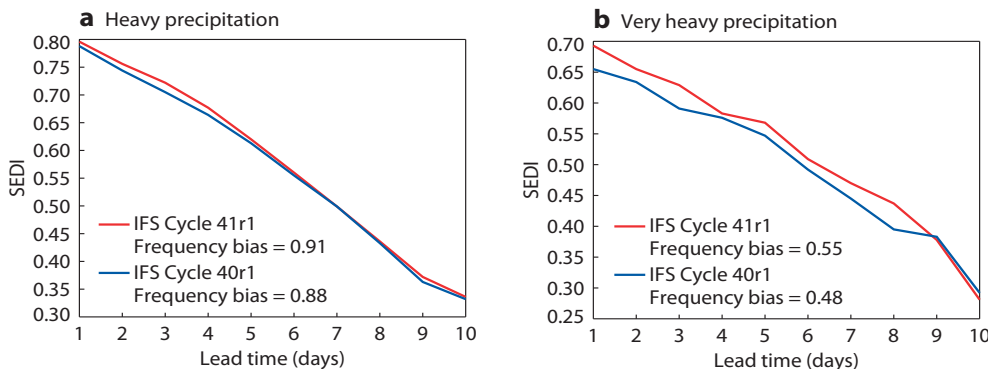 a Heavy precipitation
0.80
0.75
0.70
0.65
0.60
0.55
0.50
0.45
0.40
0.35
0.30
SEDI
IFS Cycle 41r1
Frequency bias = 0.91
IFS Cycle 40r1
Frequency bias = 0.88
1 2 3 4 5 6 7 8 9 10
Lead time (days)
b Very heavy precipitation
0.70
0.65
0.60
0.55
0.50
0.45
0.40
0.35
0.30
0.25
SEDI
IFS Cycle 41r1
Frequency bias = 0.55
IFS Cycle 40r1
Frequency bias = 0.48
1 2 3 4 5 6 7 8 9 10
Lead time (days)